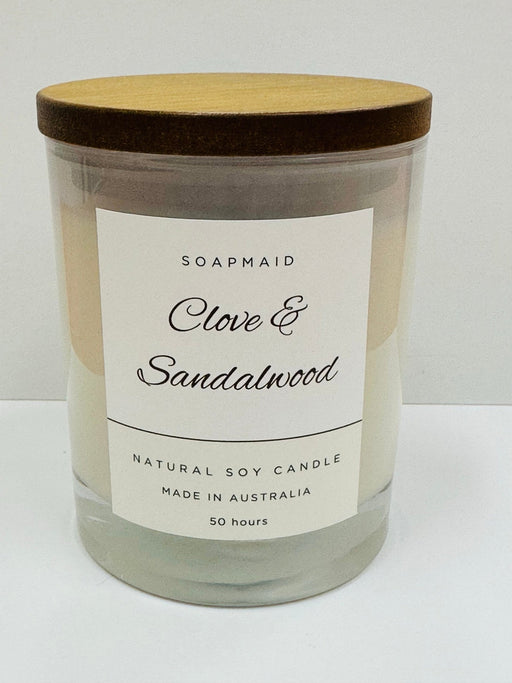 SOAPMAID
Clove &
Sandalwood
NATURAL SOY CANDLE
MADE IN AUSTRALIA
50 hours